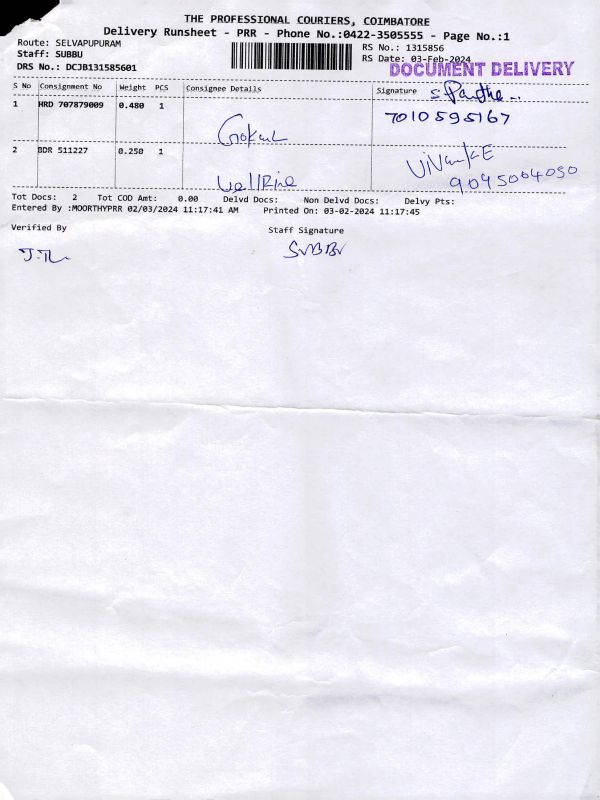 THE PROFESSIONAL COURIERS, COIMBATORE
Delivery Runsheet - PRR - Phone No.:0422-3505555 - Page No.:1
Route: SELVAPUPURAM
Staff: SUBBU
DRS No.: DCJB131585601
RS No.: 1315856
RS Date: 03-Feb-2024
DOCUMENT DELIVERY
S No Consignment No Weight PCS Consignee Details Signature
1 HRD 707879009 0.480 1
Gokul
7010595167
2 BDR 511227 0.250 1
9045004050
Tot Docs: 2 Tot COD Amt: 0.00 Delvd Docs: Non Delvd Docs: Delvy Pts:
Entered By :MOORTHYPRR 02/03/2024 11:17:41 AM Printed On: 03-02-2024 11:17:45
Verified By Staff Signature
SUBBU